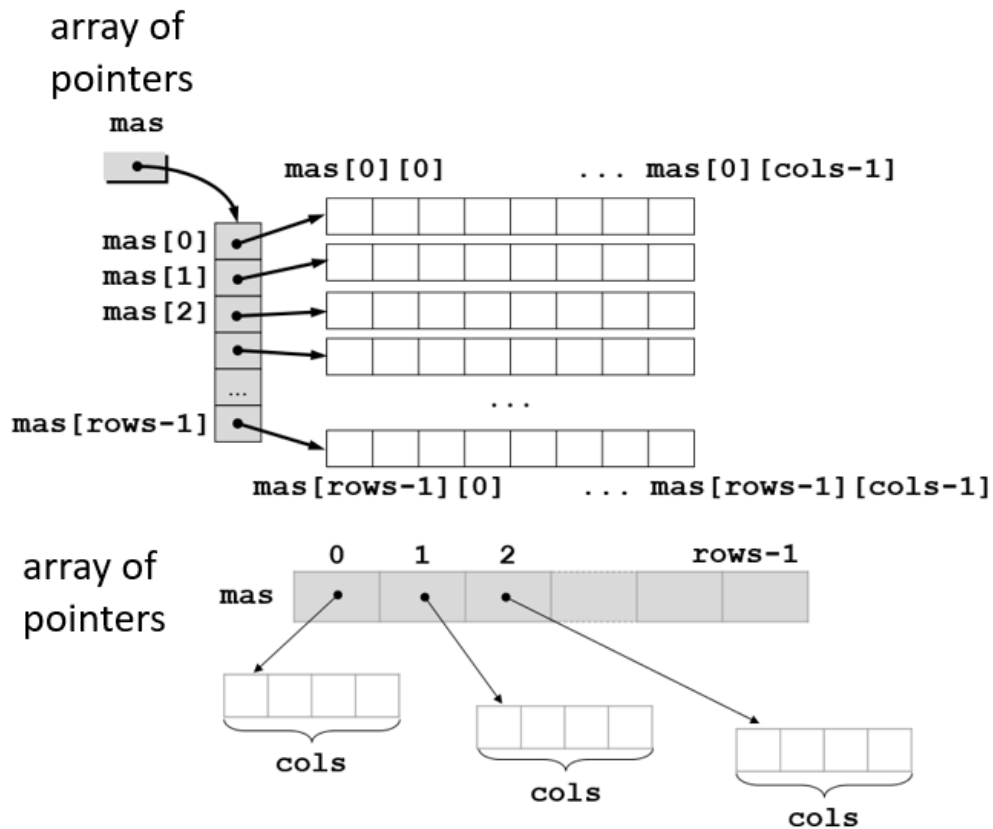 array of
pointers
mas
mas[0][0] ... mas[0][cols-1]
mas[0]
mas[1]
mas[2]
...
...
mas[rows-1]
mas[rows-1][0] ... mas[rows-1][cols-1]
array of
pointers
0 1 2 rows-1
mas
cols
cols
cols